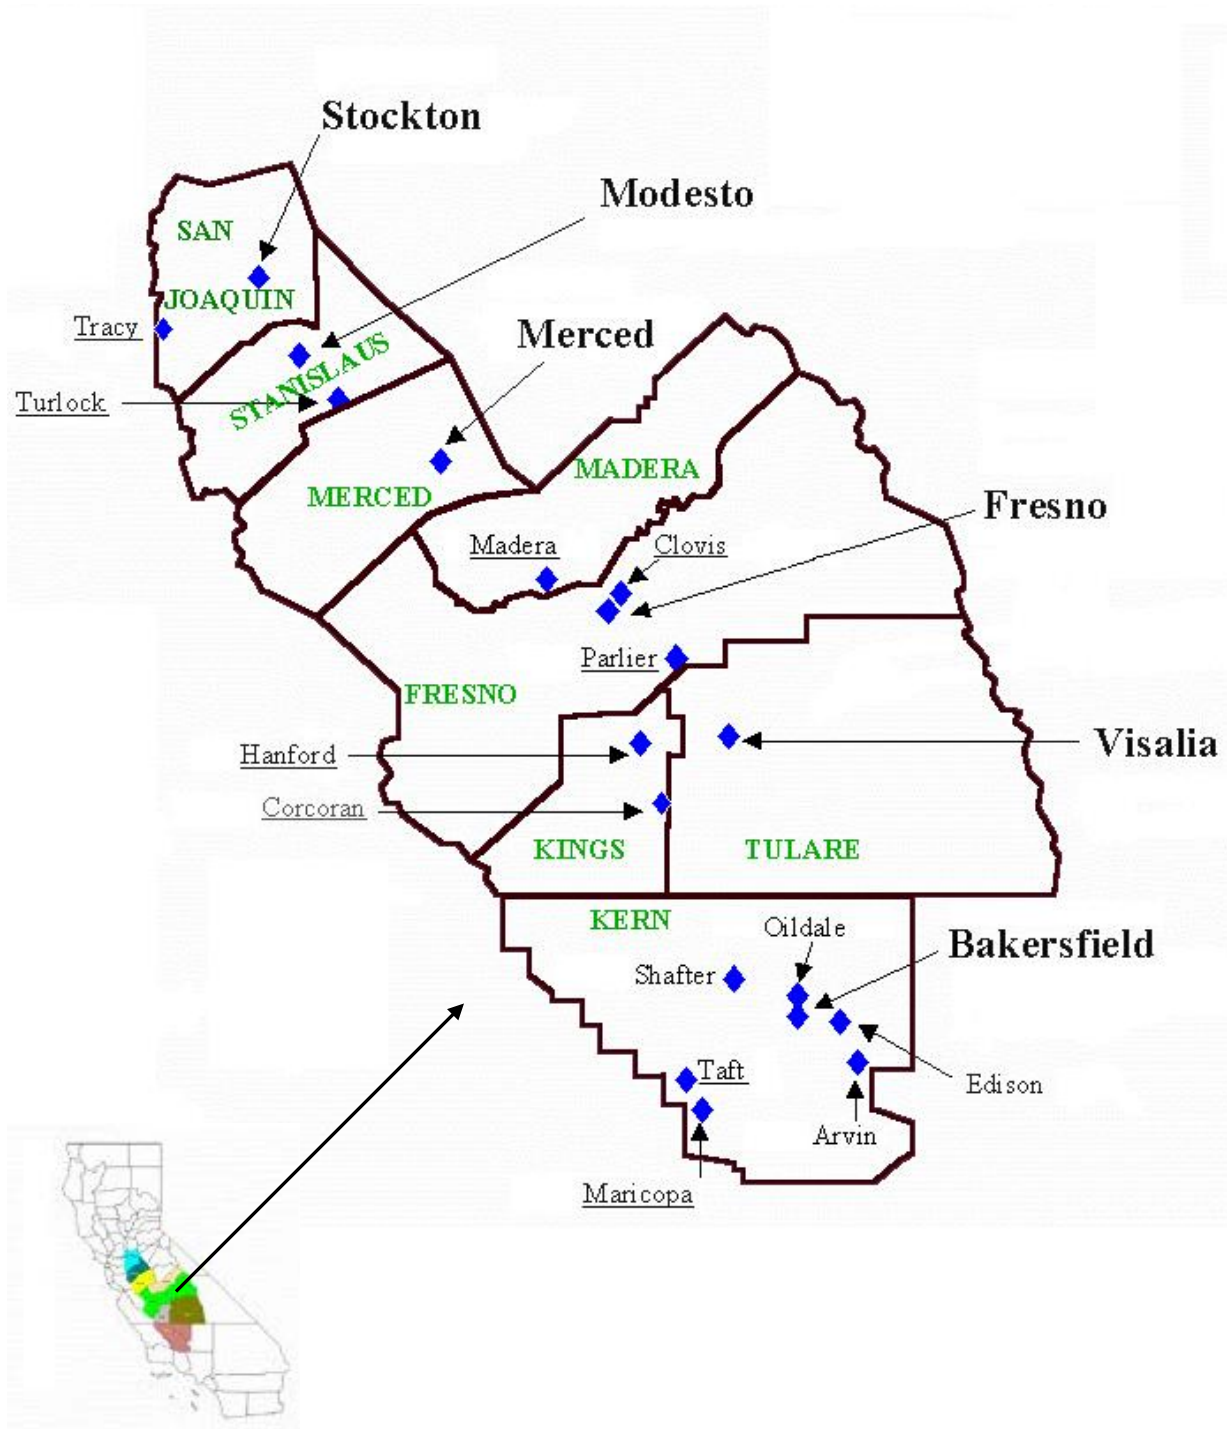 Stockton
Modesto
SAN
JOAQUIN
Tracy
Merced
STANISLAUS
Turlock
MADERA
MERCED
Fresno
Madera
Clovis
Parlier
FRESNO
Hanford
Visalia
Corcoran
KINGS
TULARE
KERN
Oildale
Bakersfield
Shafter
Taft
Edison
Arvin
Maricopa